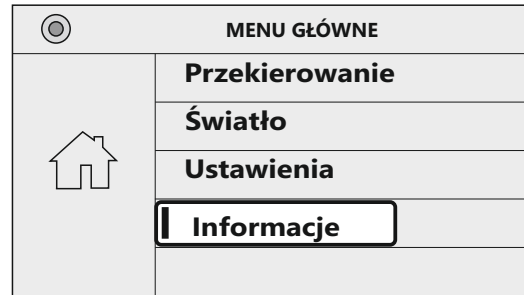 MENU GŁÓWNE
Przekierowanie
Światło
Ustawienia
Informacje